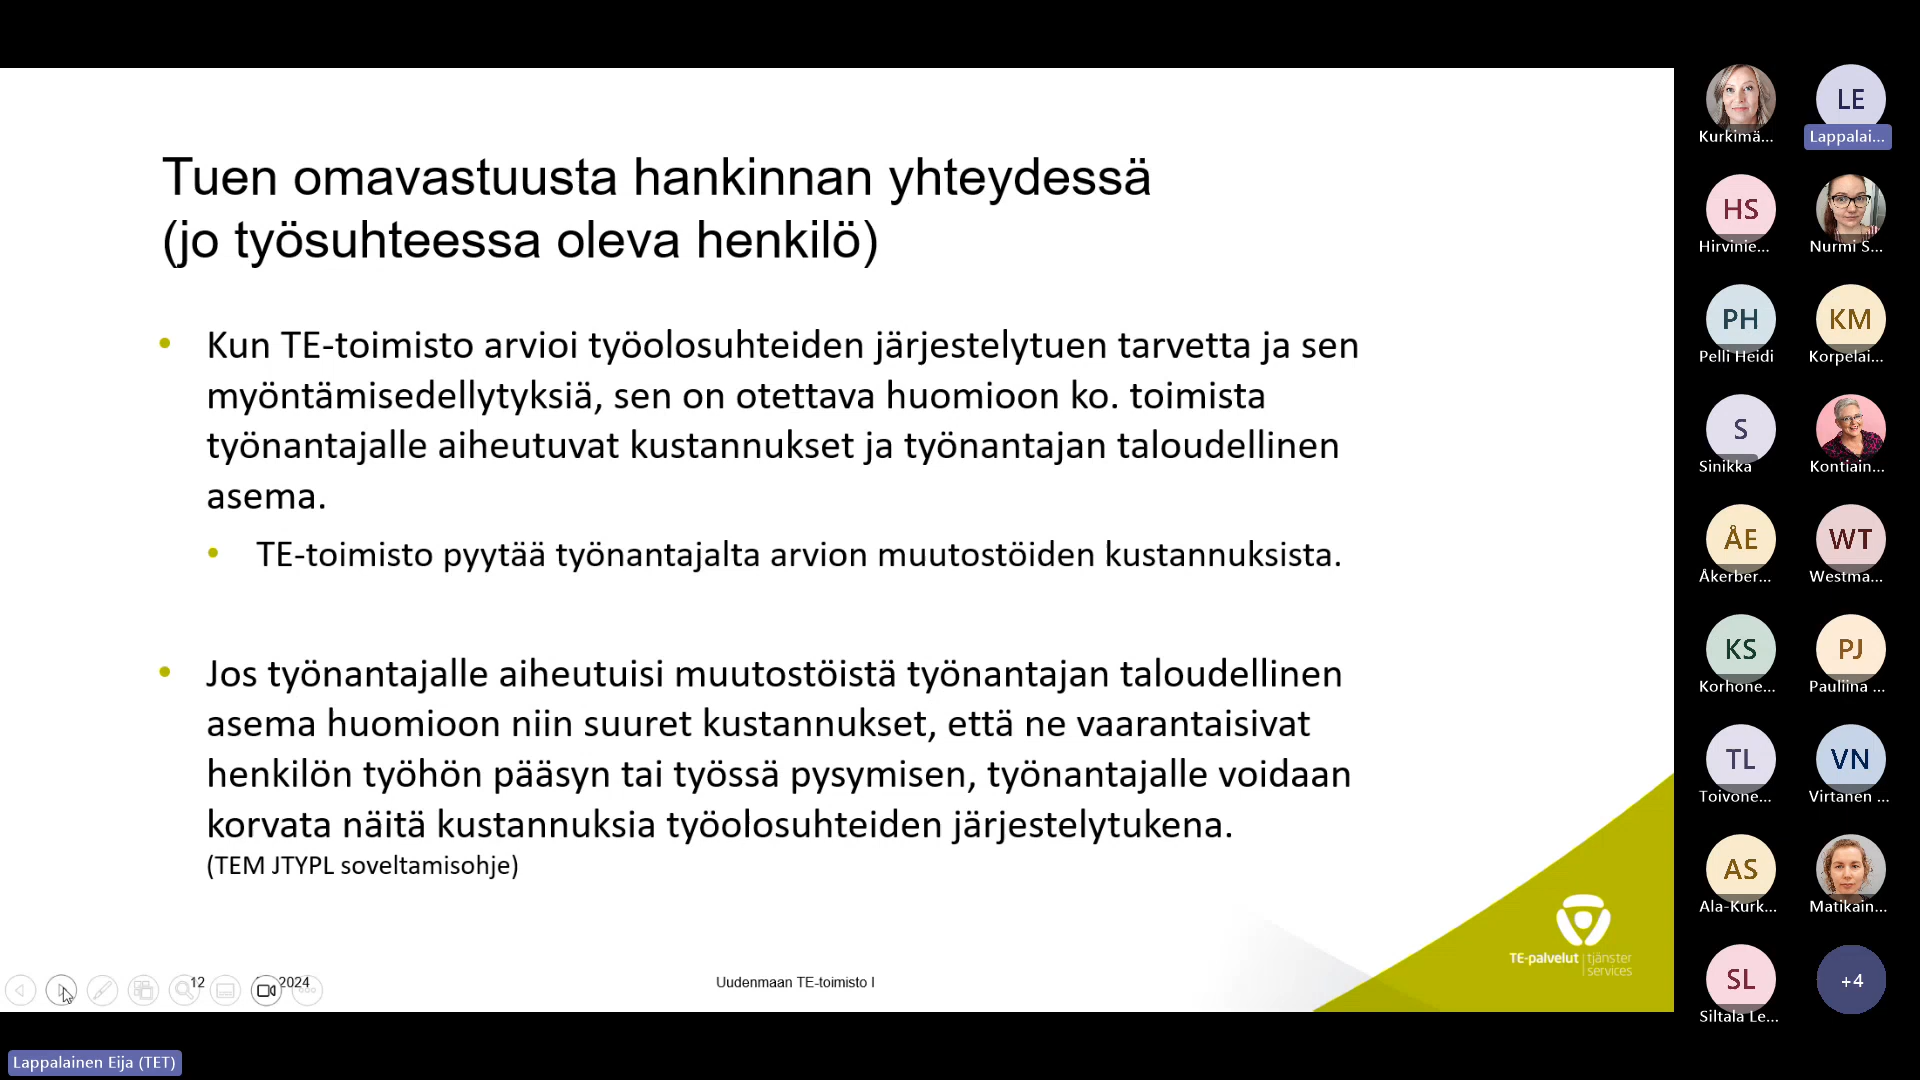 Tuen omavastuusta hankinnan yhteydessä
(jo työsuhteessa oleva henkilö)
• Kun TE-toimisto arvioi työolosuhteiden järjestelytuen tarvetta ja sen
myöntämisedellytyksiä, sen on otettava huomioon ko. toimista
työnantajalle aiheutuvat kustannukset ja työnantajan taloudellinen
asema.
• TE-toimisto pyytää työnantajalta arvion muutostöiden kustannuksista.
• Jos työnantajalle aiheutuisi muutostöistä työnantajan taloudellinen
asema huomioon niin suuret kustannukset, että ne vaarantaisivat
henkilön työhön pääsyn tai työssä pysymisen, työnantajalle voidaan
korvata näitä kustannuksia työolosuhteiden järjestelytukena.
(TEM JTYPL soveltamisohje)
TE-palvelut tjänster
services
12
2024
Uudenmaan TE-toimisto I
Lappalainen Eija (TET)
Kurkimä...
LE
Lappalai...
HS
Hirvinie...
Nurmi S...
PH
Pelli Heidi
KM
Korpelai...
S
Sinikka
Kontiain...
ÅE
Åkerber...
WT
Westma...
KS
Korhone...
PJ
Pauliina ...
TL
Toivone...
VN
Virtanen ...
AS
Ala-Kurk...
Matikain...
SL
Siltala Le...
+4